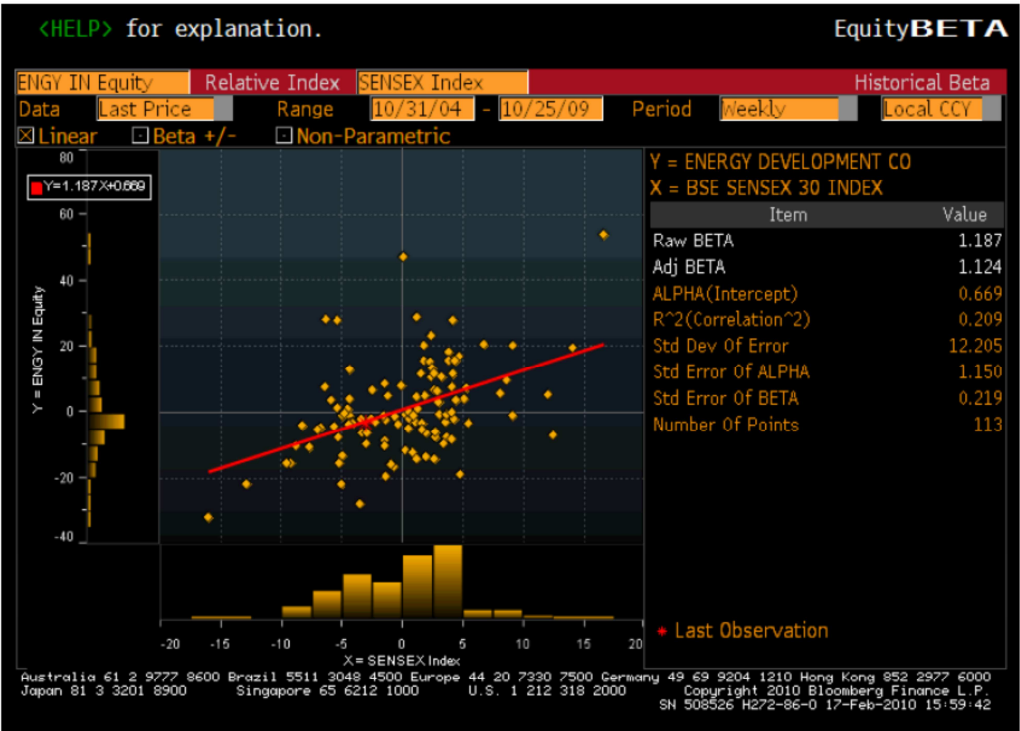 <HELP> for explanation. EquityBETA
ENGY IN Equity Relative Index SENSEX Index Historical Beta
Data Last Price Range 10/31/04 - 10/25/09 Period Weekly Local CCY
Linear Beta +/- Non-Parametric
80
Y=1.187X+0.669
60
40
20
0
-20
-40
Y = ENGY IN Equity
-20 -15 -10 -5 0 5 10 15 20
X = SENSEX Index
Y = ENERGY DEVELOPMENT CO
X = BSE SENSEX 30 INDEX
Item Value
Raw BETA 1.187
Adj BETA 1.124
ALPHA(Intercept) 0.669
R^2(Correlation^2) 0.209
Std Dev Of Error 12.205
Std Error Of ALPHA 1.150
Std Error Of BETA 0.219
Number Of Points 113
* Last Observation
Australia 61 2 9777 8600 Brazil 5511 3048 4500 Europe 44 20 7330 7500 Germany 49 69 9204 1210 Hong Kong 852 2977 6000
Japan 81 3 3201 8900 Singapore 65 6212 1000 U.S. 1 212 318 2000 Copyright 2010 Bloomberg Finance L.P.
SN 508526 H272-86-0 17-Feb-2010 15:59:42